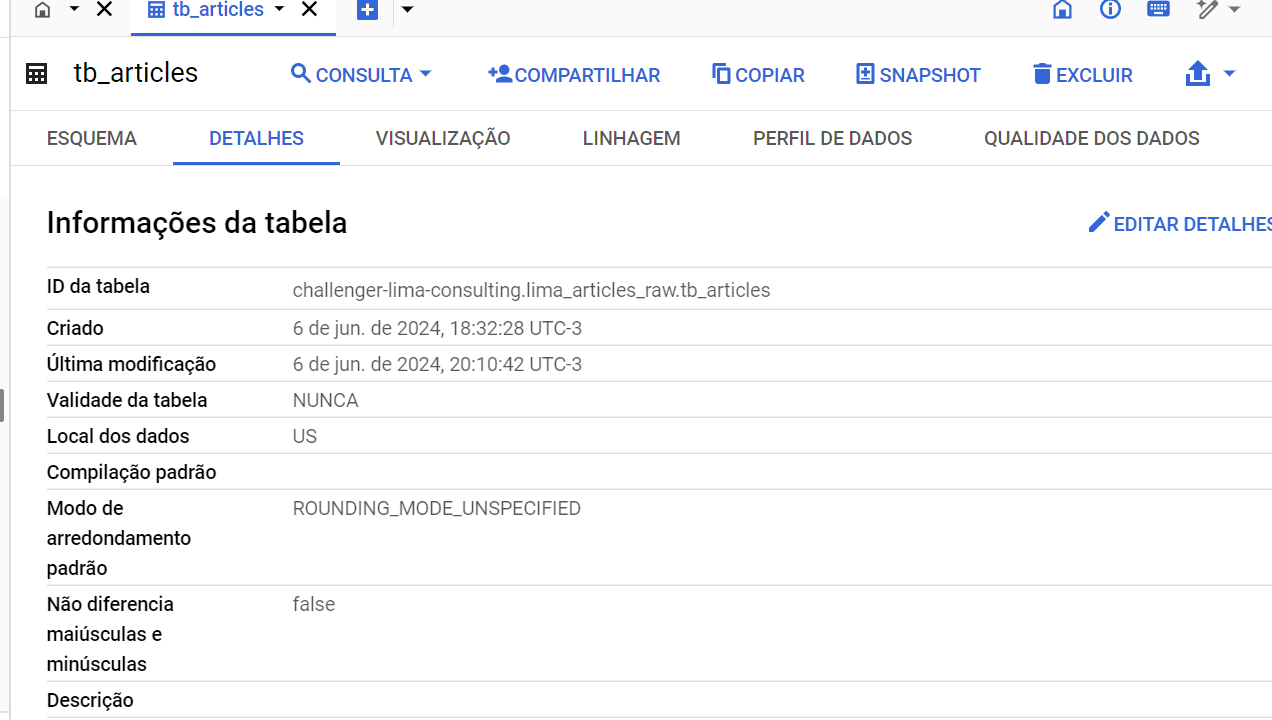 tb_articles
tb_articles
CONSULTA
COMPARTILHAR
COPIAR
SNAPSHOT
EXCLUIR
ESQUEMA
DETALHES
VISUALIZAÇÃO
LINHAGEM
PERFIL DE DADOS
QUALIDADE DOS DADOS
Informações da tabela
EDITAR DETALHES
ID da tabela
challenger-lima-consulting.lima_articles_raw.tb_articles
Criado
6 de jun. de 2024, 18:32:28 UTC-3
Última modificação
6 de jun. de 2024, 20:10:42 UTC-3
Validade da tabela
NUNCA
Local dos dados
US
Compilação padrão
Modo de
arredondamento
padrão
ROUNDING_MODE_UNSPECIFIED
Não diferencia
maiúsculas e
minúsculas
false
Descrição